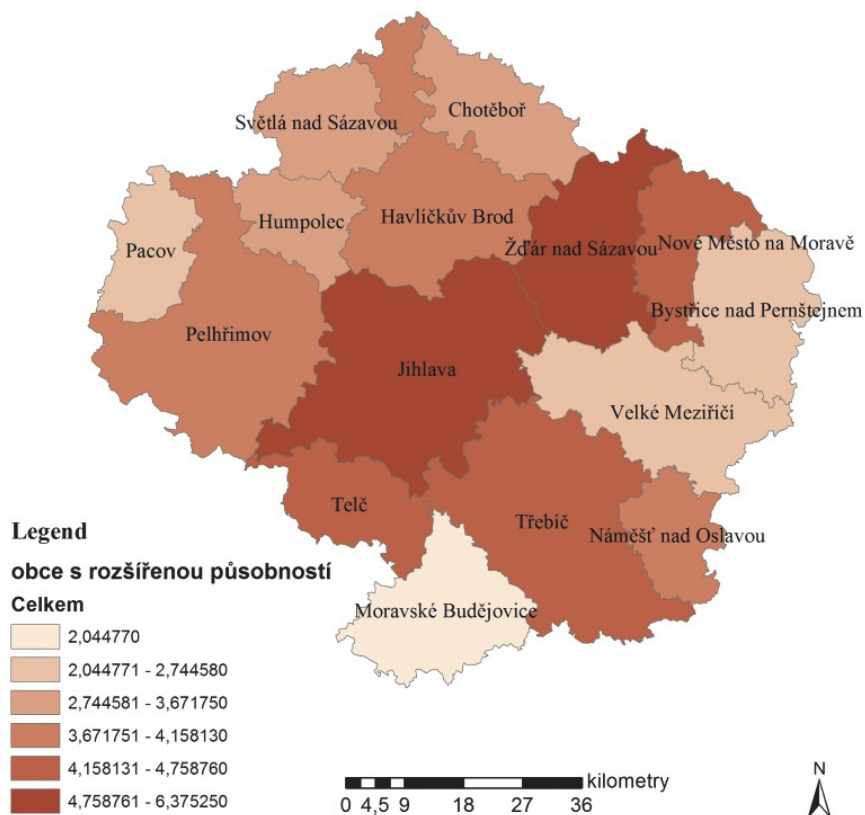 Chotěboř
Světlá nad Sázavou
Havlíčkův Brod
Humpolec
Pacov
Žďár nad Sázavou
Nové Město na Moravě
Bystřice nad Pernštejnem
Pelhřimov
Jihlava
Velké Meziříčí
Telč
Třebíč
Náměšť nad Oslavou
Moravské Budějovice
Legend
obce s rozšířenou působností
Celkem
2,044770
2,044771 - 2,744580
2,744581 - 3,671750
3,671751 - 4,158130
4,158131 - 4,758760
4,758761 - 6,375250
kilometry
0 4,5 9 18 27 36
N